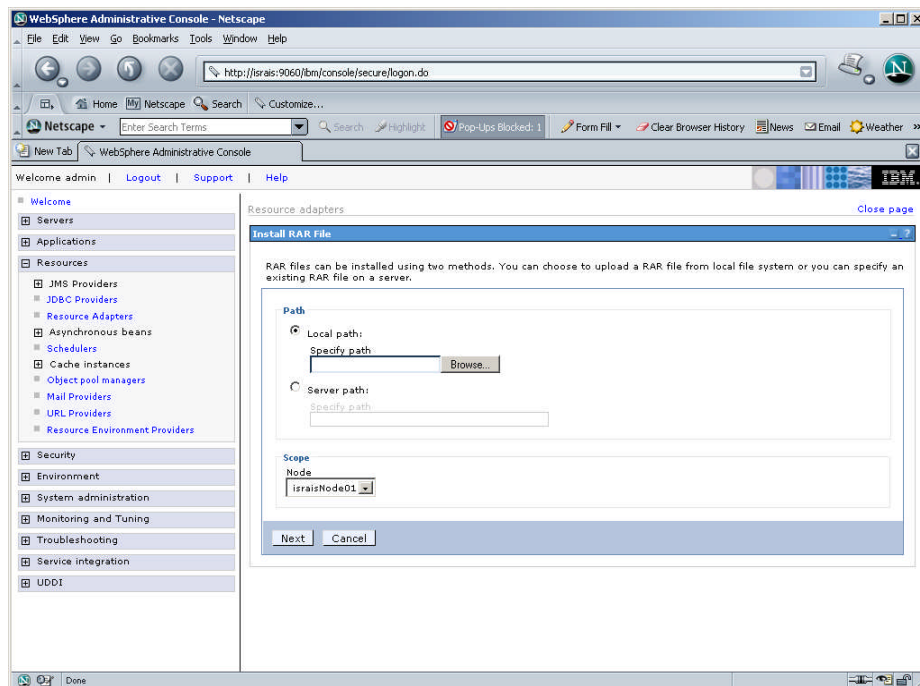 WebSphere Administrative Console - Netscape
File Edit View Go Bookmarks Tools Window Help
http://israis:9060/ibm/console/secure/logon.do
Home My Netscape Search Customize...
Netscape Enter Search Terms Search Highlight Pop-Ups Blocked: 1 Form Fill Clear Browser History News Email Weather »
New Tab WebSphere Administrative Console
Welcome admin | Logout | Support | Help IBM.
Welcome
Servers
Applications
Resources
JMS Providers
JDBC Providers
Resource Adapters
Asynchronous beans
Schedulers
Cache instances
Object pool managers
Mail Providers
URL Providers
Resource Environment Providers
Security
Environment
System administration
Monitoring and Tuning
Troubleshooting
Service integration
UDDI
Resource adapters Close page
Install RAR File ?
RAR files can be installed using two methods. You can choose to upload a RAR file from local file system or you can specify an
existing RAR file on a server.
Path
Local path:
Specify path
Browse...
Server path:
Specify path
Scope
Node
israisNode01
Next Cancel
Done